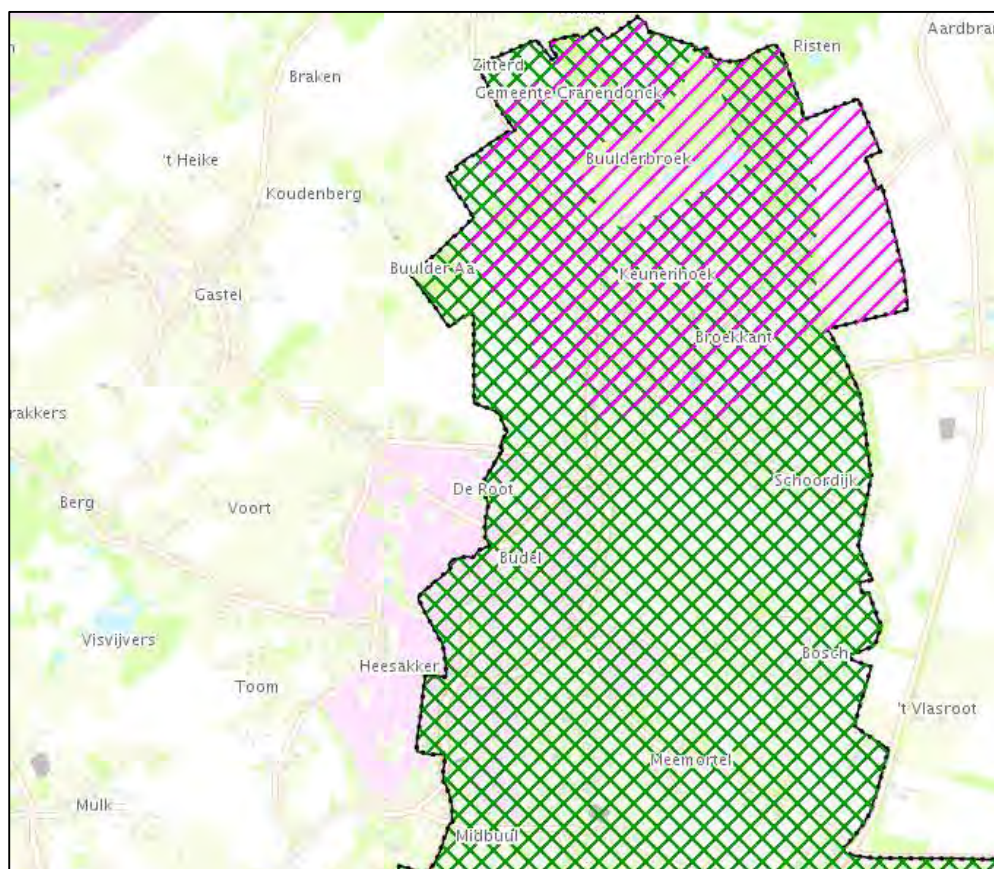 Aardbran
Risten
Braken
Zitterd
Gemeente Cranendonck
't Heike
Buulderbroek
Koudenberg
Buulder Aa
Keunenhoek
Gastel
Broekkant
rakkers
Schoordijk
De Root
Berg
Voort
Budel
Visvijvers
Bosch
Heesakker
Toom
't Vlasroot
Meemortel
Mulk
Midbuul